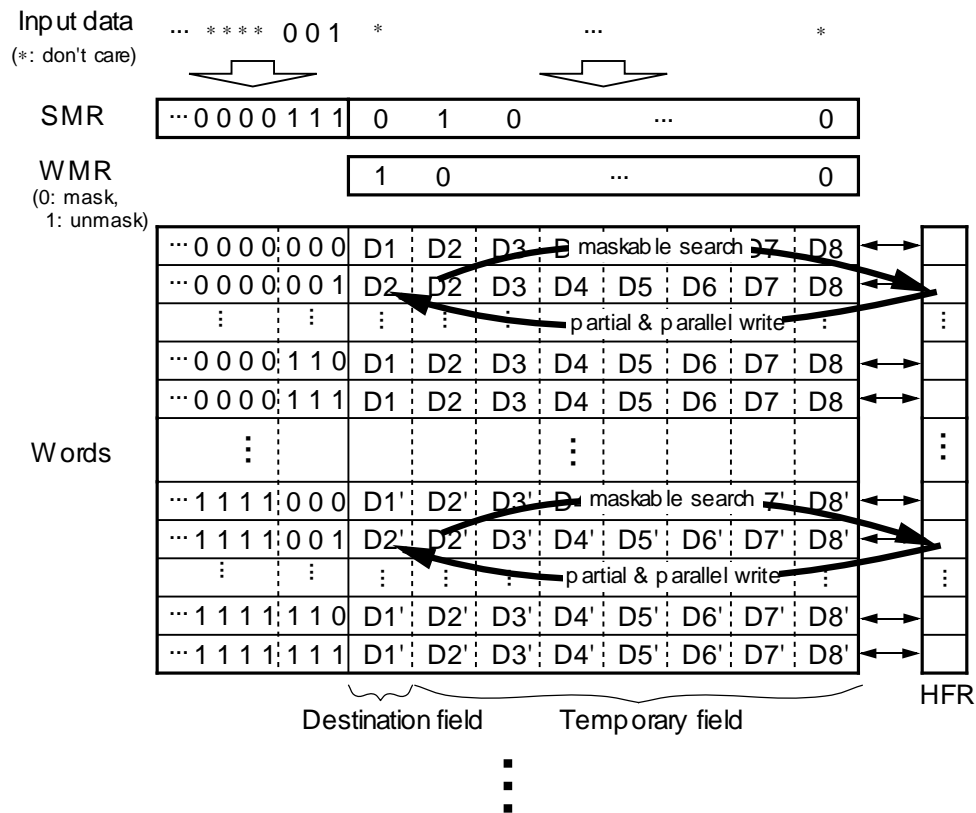 Input data ··· * * * * 0 0 1 * ··· *
(*: don't care)
SMR ··· 0 0 0 0 1 1 1 0 1 0 ··· 0
WMR 1 0 ··· 0
(0: mask,
1: unmask)
··· 0 0 0 0 0 0 0 D1 D2 D3 maskable search D7 D8
··· 0 0 0 0 0 0 1 D2 D2 D3 D4 D5 D6 D7 D8
⋮ ⋮ ⋮ ⋮ ⋮ partial & parallel write ⋮ ⋮
··· 0 0 0 0 1 1 0 D1 D2 D3 D4 D5 D6 D7 D8
··· 0 0 0 0 1 1 1 D1 D2 D3 D4 D5 D6 D7 D8
Words ⋮ ⋮ ⋮
··· 1 1 1 1 0 0 0 D1' D2' D3' maskable search 7' D8'
··· 1 1 1 1 0 0 1 D2 D2' D3' D4' D5' D6' D7' D8'
⋮ ⋮ ⋮ ⋮ ⋮ partial & parallel write ⋮ ⋮
··· 1 1 1 1 1 1 0 D1' D2' D3' D4' D5' D6' D7' D8'
··· 1 1 1 1 1 1 1 D1' D2' D3' D4' D5' D6' D7' D8'
HFR
Destination field Temporary field
⋮